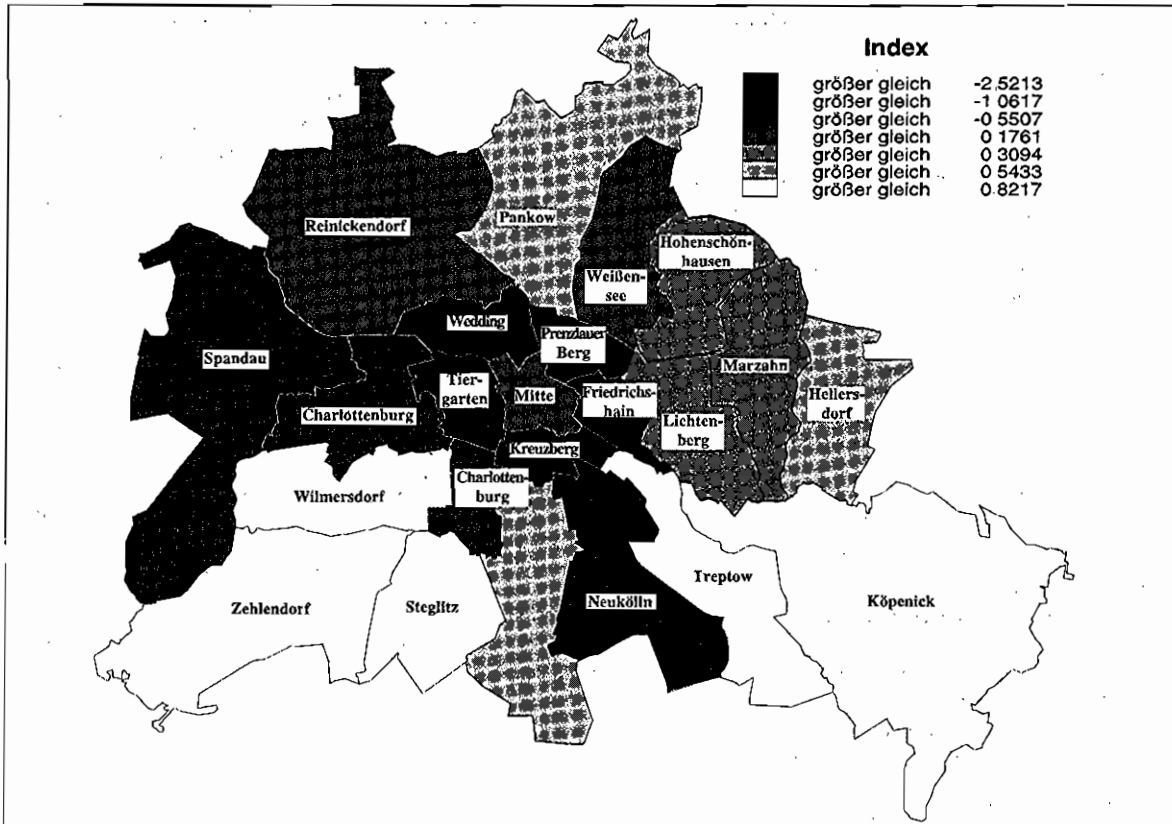 Index
größer gleich -2,5213
größer gleich -1 0617
größer gleich -0 5507
größer gleich 0 1761
größer gleich 0 3094
größer gleich 0 5433
größer gleich 0.8217
Reinickendorf
Pankow
Hohenschön-
hausen
Weißen-
see
Wedding
Prenzlauer
Berg
Spandau
Marzahn
Tier-
garten
Mitte
Friedrichs-
hain
Hellers-
dorf
Charlottenburg
Lichten-
berg
Kreuzberg
Charlotten-
burg
Wilmersdorf
Treptow
Zehlendorf
Steglitz
Neukölln
Köpenick